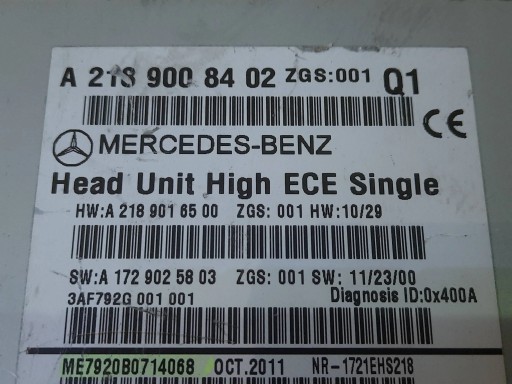 A 218 900 84 02 ZGS:001 Q1
CE
MERCEDES-BENZ
Head Unit High ECE Single
HW:A 218 901 65 00 ZGS: 001 HW:10/29
SW:A 172 902 58 03 ZGS: 001 SW: 11/23/00
3AF792G 001 001 Diagnosis ID:0x400A
ME7920B0714068 OCT.2011 NR-1721EHS218